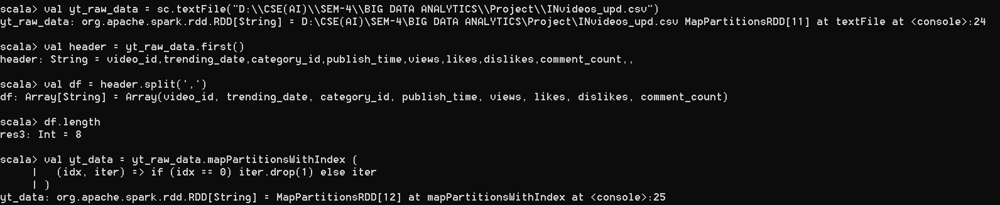 scala> val yt_raw_data = sc.textFile("D:\\CSE(AI)\\SEM-4\\BIG DATA ANALYTICS\\Project\\INvideos_upd.csv")
yt_raw_data: org.apache.spark.rdd.RDD[String] = D:\CSE(AI)\SEM-4\BIG DATA ANALYTICS\Project\INvideos_upd.csv MapPartitionsRDD[11] at textFile at <console>:24
scala> val header = yt_raw_data.first()
header: String = video_id,trending_date,category_id,publish_time,views,likes,dislikes,comment_count,,
scala> val df = header.split(',')
df: Array[String] = Array(video_id, trending_date, category_id, publish_time, views, likes, dislikes, comment_count)
scala> df.length
res3: Int = 8
scala> val yt_data = yt_raw_data.mapPartitionsWithIndex {
     |   (idx, iter) => if (idx == 0) iter.drop(1) else iter
     | }
yt_data: org.apache.spark.rdd.RDD[String] = MapPartitionsRDD[12] at mapPartitionsWithIndex at <console>:25